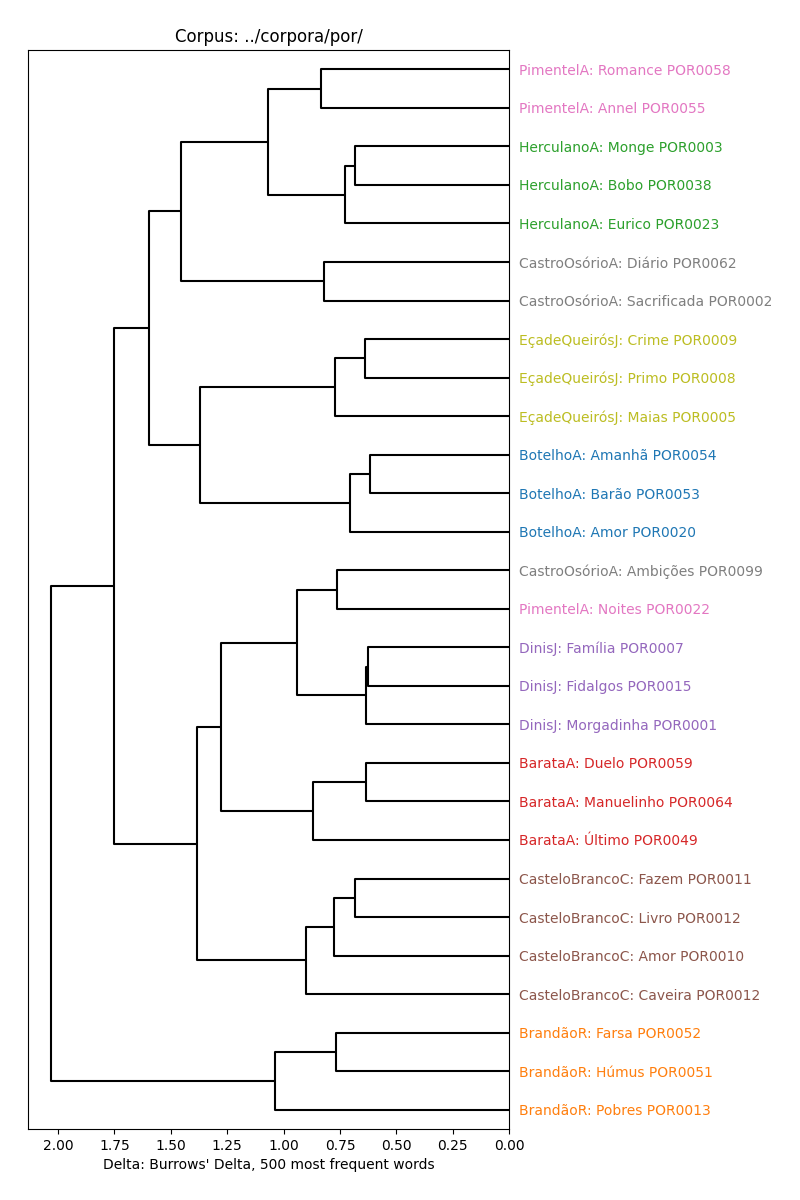 Corpus: ../corpora/por/
PimentelA: Romance POR0058
PimentelA: Annel POR0055
HerculanoA: Monge POR0003
HerculanoA: Bobo POR0038
HerculanoA: Eurico POR0023
CastroOsórioA: Diário POR0062
CastroOsórioA: Sacrificada POR0002
EçadeQueirósJ: Crime POR0009
EçadeQueirósJ: Primo POR0008
EçadeQueirósJ: Maias POR0005
BotelhoA: Amanhã POR0054
BotelhoA: Barão POR0053
BotelhoA: Amor POR0020
CastroOsórioA: Ambições POR0099
PimentelA: Noites POR0022
DinisJ: Família POR0007
DinisJ: Fidalgos POR0015
DinisJ: Morgadinha POR0001
BarataA: Duelo POR0059
BarataA: Manuelinho POR0064
BarataA: Último POR0049
CasteloBrancoC: Fazem POR0011
CasteloBrancoC: Livro POR0012
CasteloBrancoC: Amor POR0010
CasteloBrancoC: Caveira POR0012
BrandãoR: Farsa POR0052
BrandãoR: Húmus POR0051
BrandãoR: Pobres POR0013
2.00 1.75 1.50 1.25 1.00 0.75 0.50 0.25 0.00
Delta: Burrows' Delta, 500 most frequent words